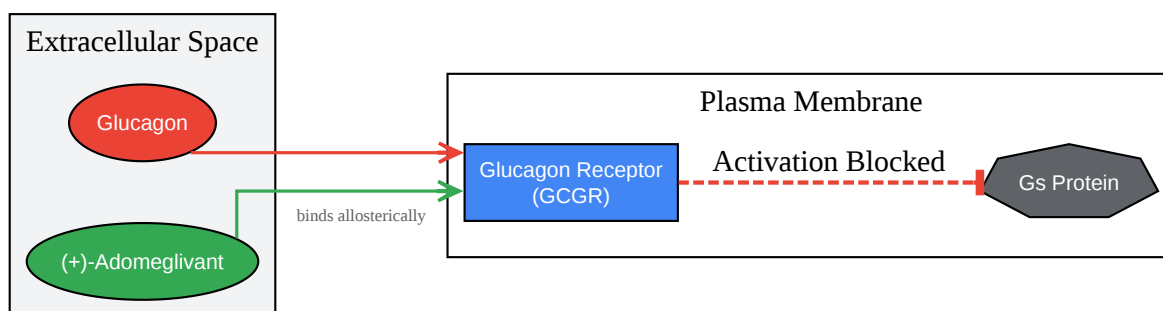 Extracellular Space
Glucagon
(+)-Adomeglivant
binds allosterically
Plasma Membrane
Glucagon Receptor
(GCGR)
Activation Blocked
Gs Protein